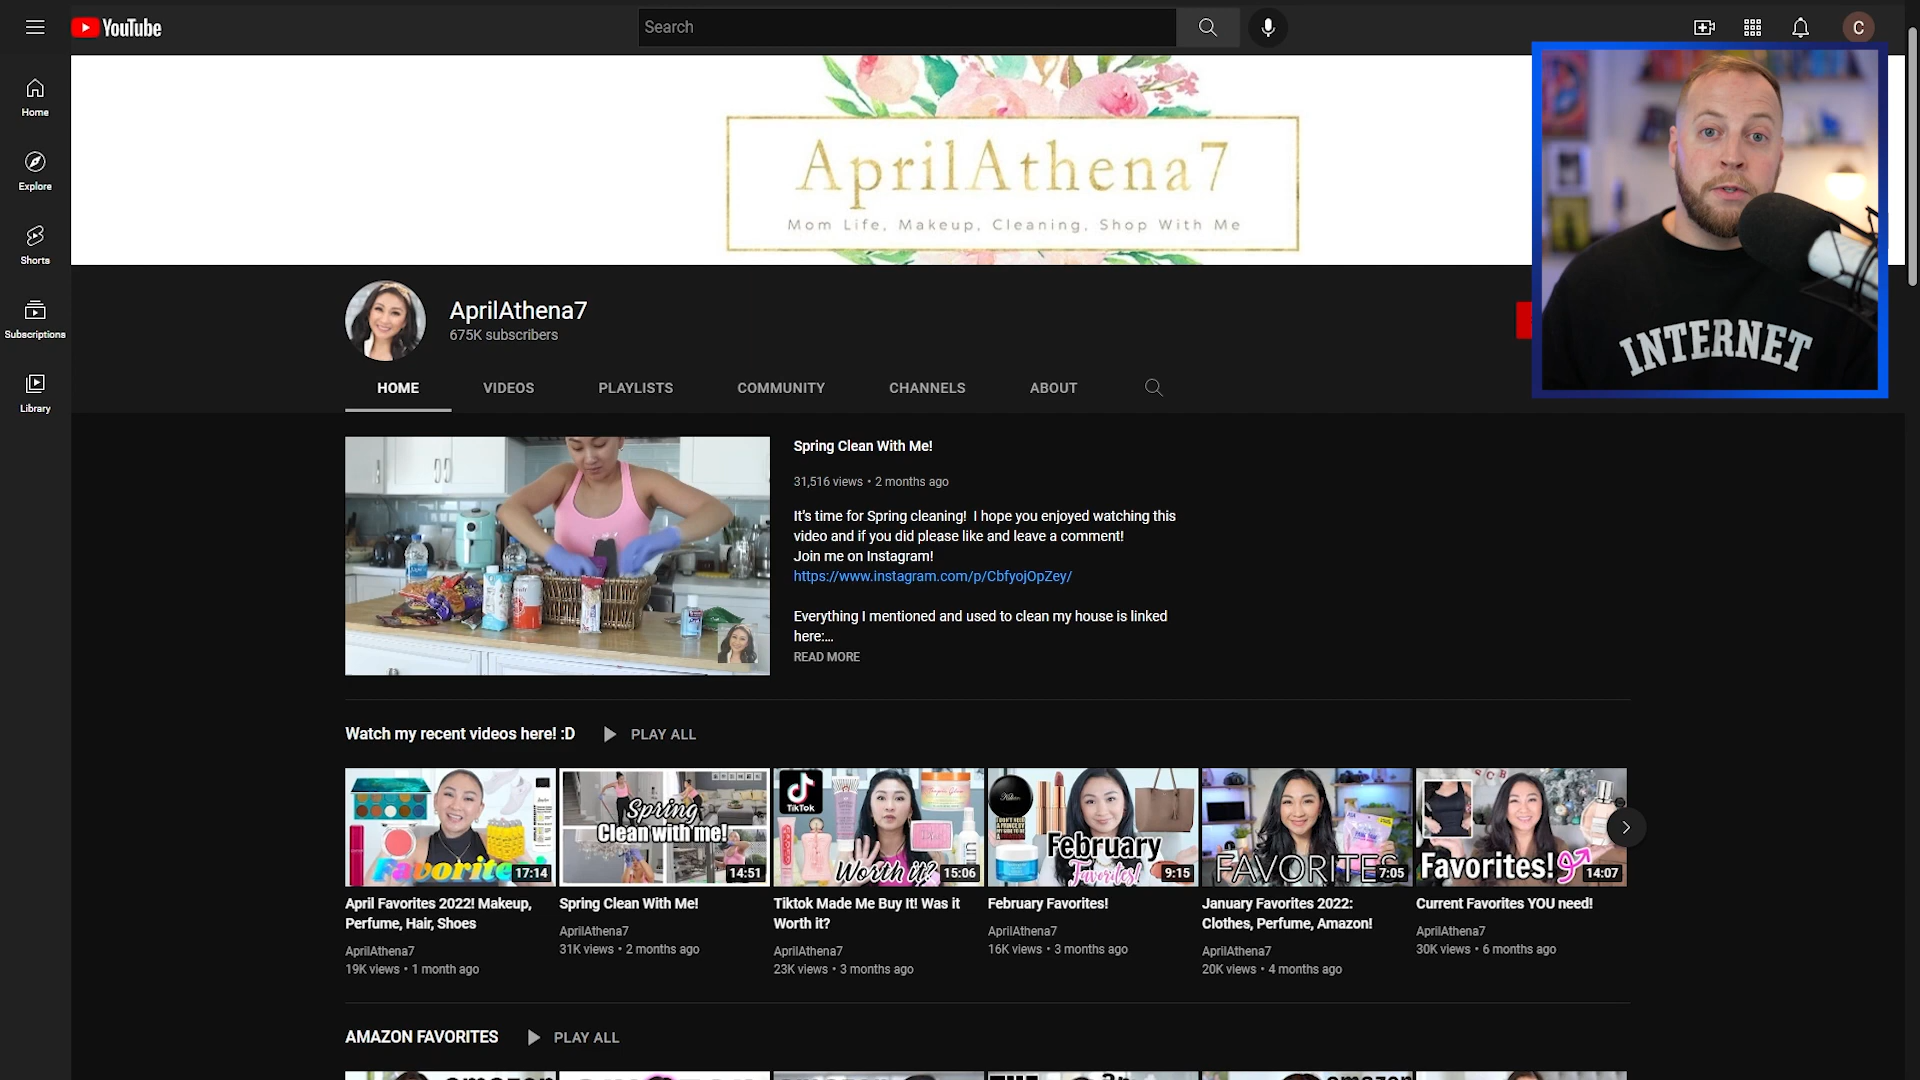 YouTube
Search
C
Home
Explore
Shorts
Subscriptions
Library
AprilAthena7
Mom Life, Makeup, Cleaning, Shop With Me
INTERNET
AprilAthena7
675K subscribers
HOME
VIDEOS
PLAYLISTS
COMMUNITY
CHANNELS
ABOUT
Spring Clean With Me!
31,516 views • 2 months ago
It's time for Spring cleaning! I hope you enjoyed watching this
video and if you did please like and leave a comment!
Join me on Instagram!
https://www.instagram.com/p/CbfyojOpZey/
Everything I mentioned and used to clean my house is linked
here:...
READ MORE
Watch my recent videos here! :D
PLAY ALL
Favorites
17:14
April Favorites 2022! Makeup,
Perfume, Hair, Shoes
AprilAthena7
19K views • 1 month ago
Spring
Clean with me!
14:51
Spring Clean With Me!
AprilAthena7
31K views • 2 months ago
TikTok
Worth it?
15:06
Tiktok Made Me Buy It! Was it
Worth it?
AprilAthena7
23K views • 3 months ago
February
Favorites!
9:15
February Favorites!
AprilAthena7
16K views • 3 months ago
FAVORITES
7:05
January Favorites 2022:
Clothes, Perfume, Amazon!
AprilAthena7
20K views • 4 months ago
Favorites!
14:07
Current Favorites YOU need!
AprilAthena7
30K views • 6 months ago
AMAZON FAVORITES
PLAY ALL